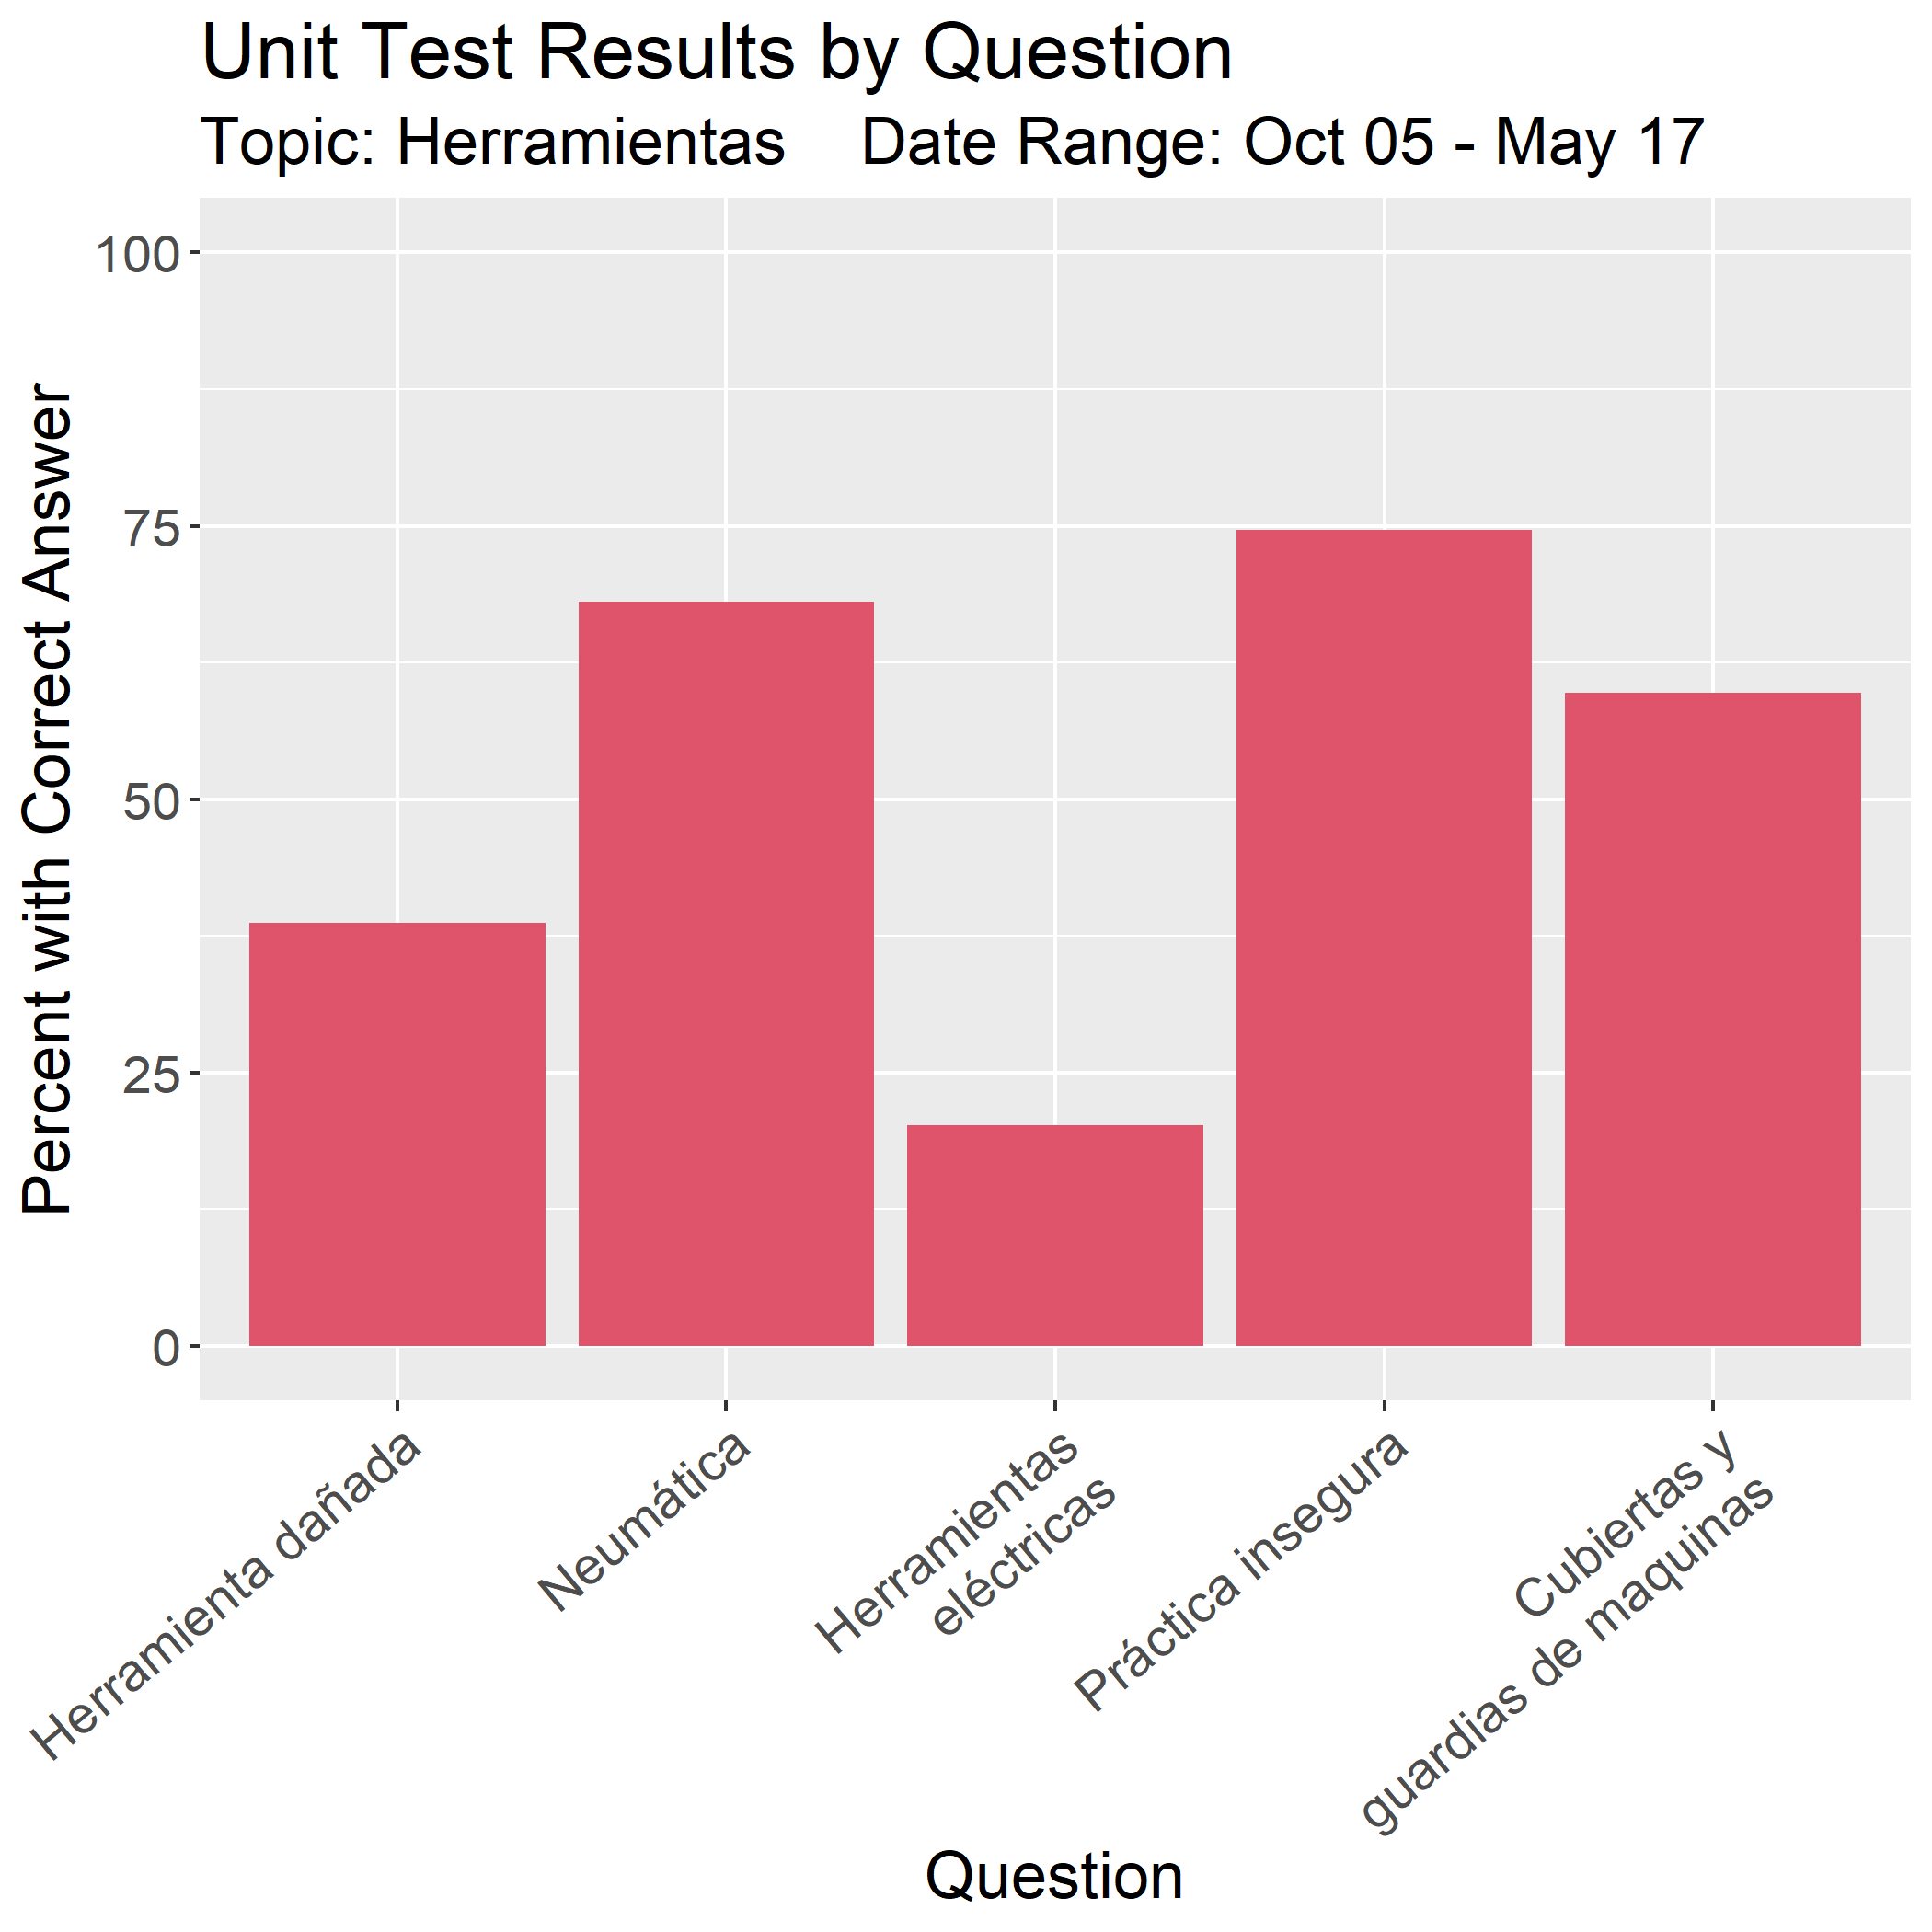 Unit Test Results by Question
Topic: Herramientas    Date Range: Oct 05 - May 17
Percent with Correct Answer
100
75
50
25
0
Herramienta dañada
Neumática
Herramientas
eléctricas
Práctica insegura
Cubiertas y
guardias de maquinas
Question